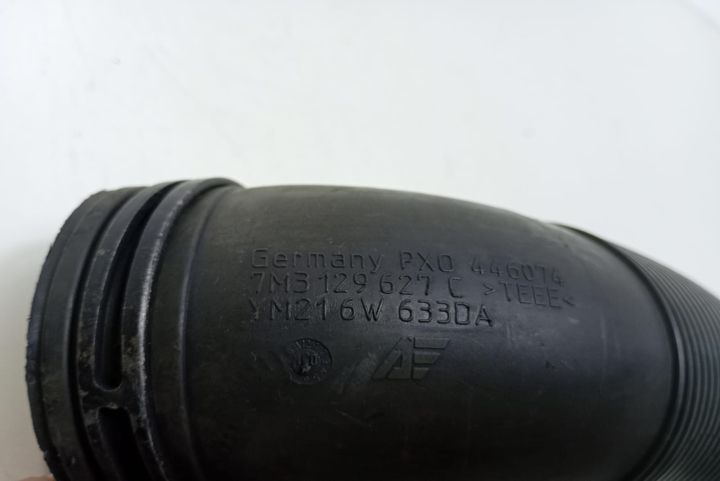 Germany PXO 446074
7M3 129 627 C >TEEE<
YM21 6W 633DA